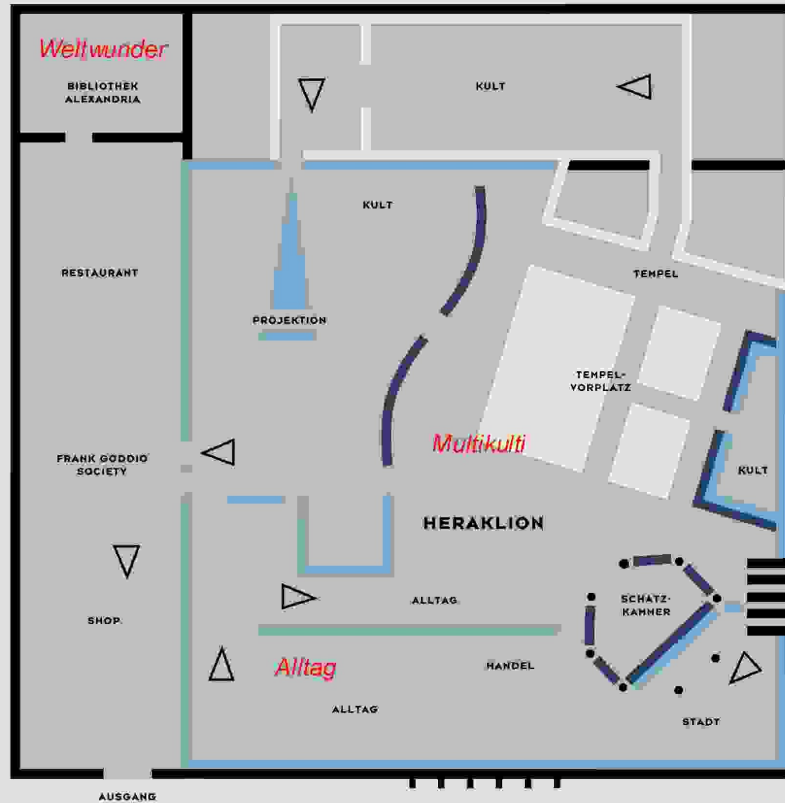 Weltwunder
BIBLIOTHEK
ALEXANDRIA
KULT
KULT
RESTAURANT
TEMPEL
PROJEKTION
TEMPEL-
VORPLATZ
Multikulti
FRANK GODDIO
SOCIETY
KULT
HERAKLION
ALLTAG
SCHATZ-
KAMMER
SHOP
Alltag
HANDEL
ALLTAG
STADT
AUSGANG